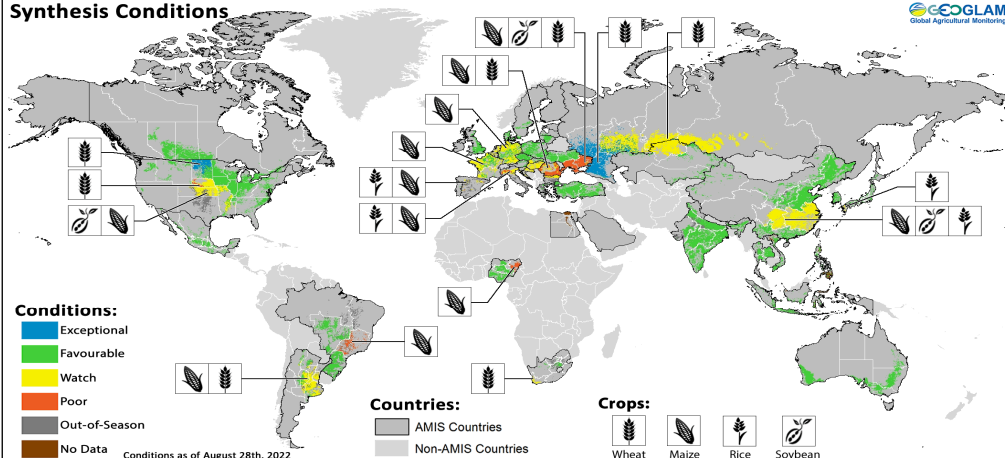 Synthesis Conditions
GEOGLAM
Global Agricultural Monitoring
Conditions:
Exceptional
Favourable
Watch
Poor
Out-of-Season
No Data
Conditions as of August 28th, 2022
Countries:
AMIS Countries
Non-AMIS Countries
Crops:
Wheat
Maize
Rice
Soybean